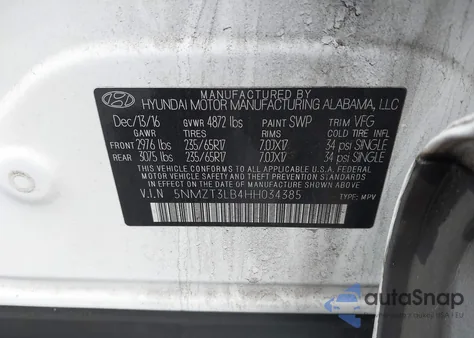 MANUFACTURED BY
HYUNDAI MOTOR MANUFACTURING ALABAMA, LLC
Dec/13/16 GVWR 4872 lbs PAINT SWP TRIM VFG
GAWR TIRES RIMS COLD TIRE INFL
FRONT 2976 lbs 235/65R17 7.0JX17 34 psi SINGLE
REAR 3075 lbs 235/65R17 7.0JX17 34 psi SINGLE
THIS VEHICLE CONFORMS TO ALL APPLICABLE
FEDERAL MOTOR VEHICLE SAFETY, BUMPER, AND
THEFT PREVENTION STANDARDS IN EFFECT ON
THE DATE OF MANUFACTURE SHOWN ABOVE.
V.I.N 5NMZT3LB4HH034385
TYPE: MPV
autoSnap